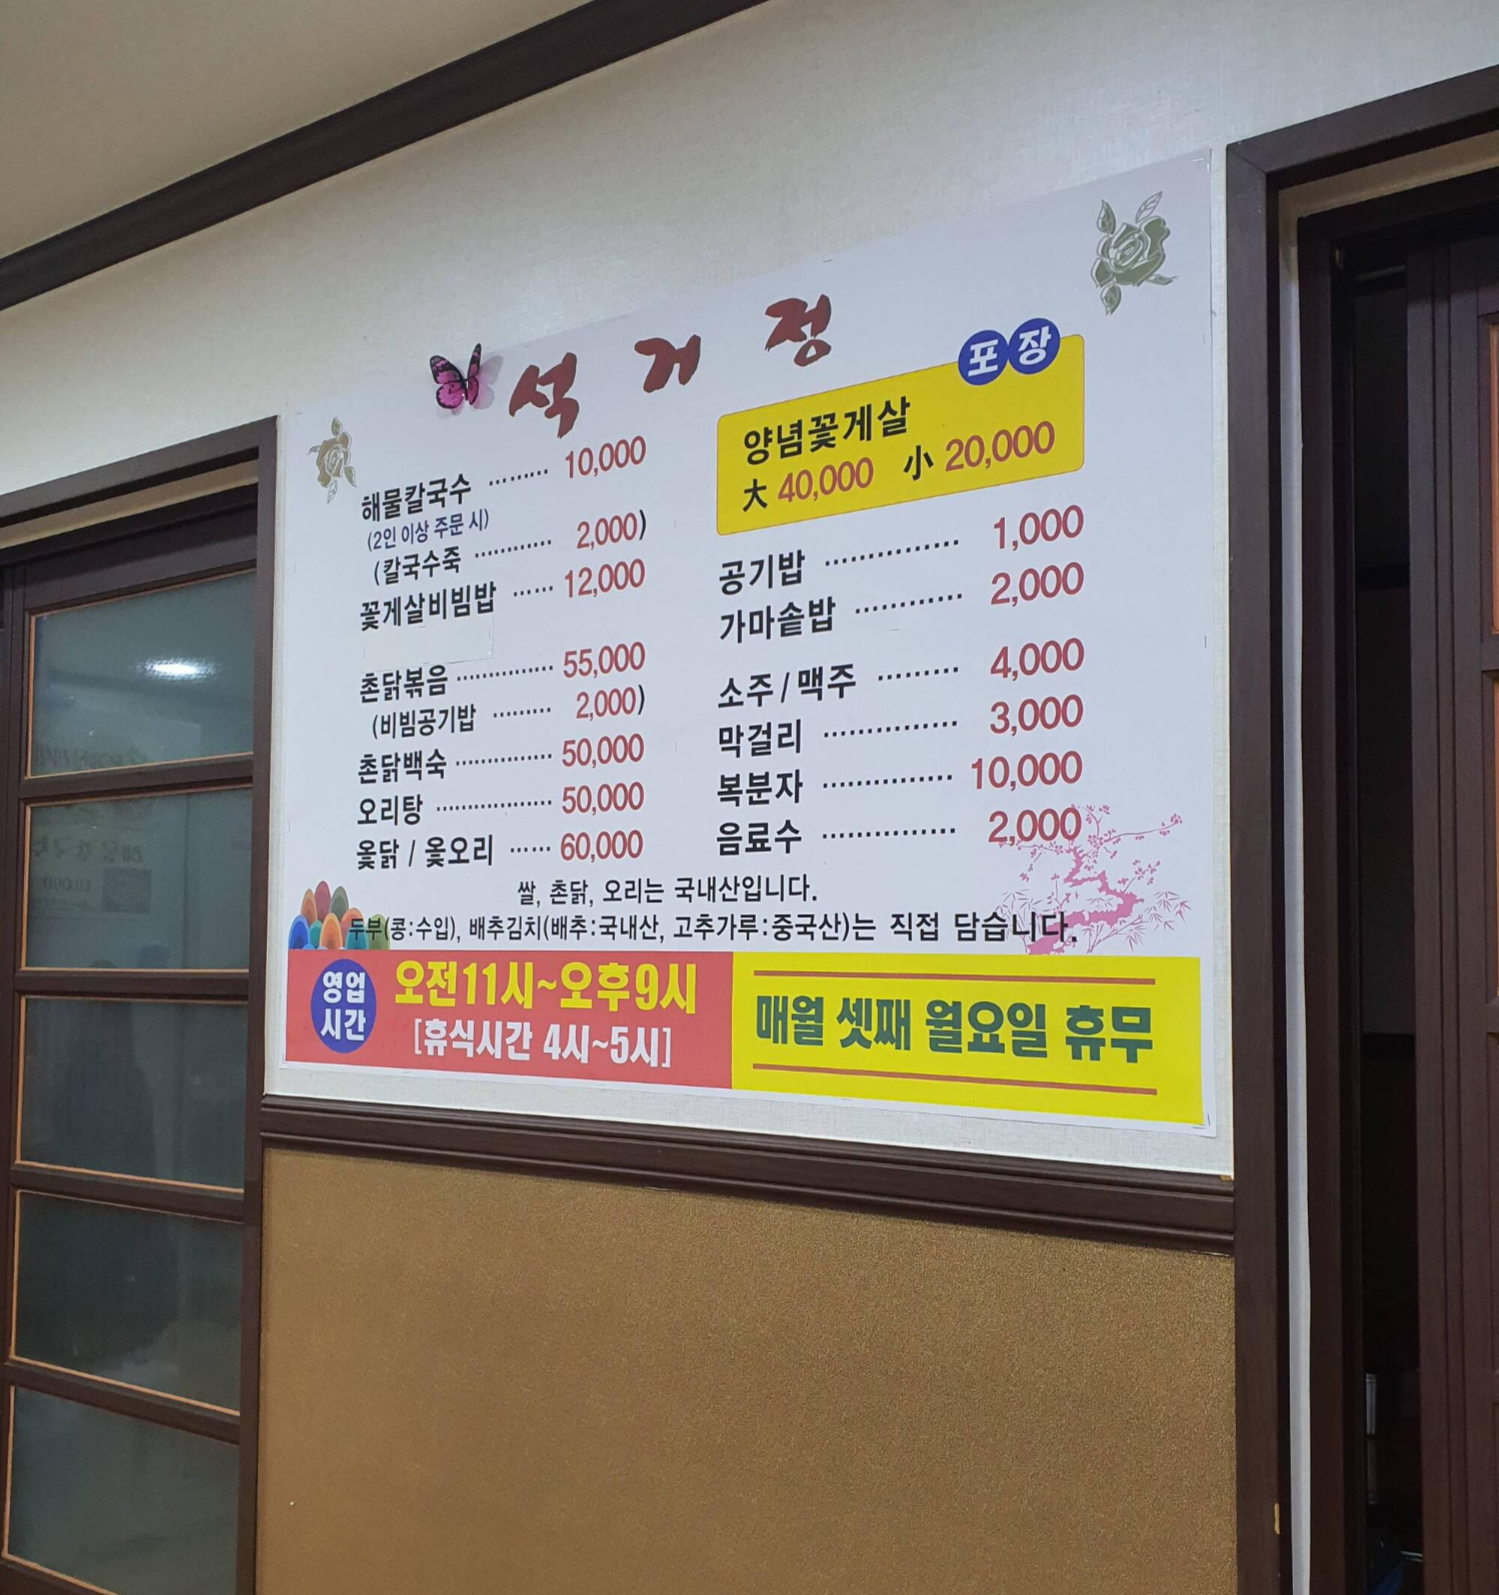 석거정
해물칼국수 ········· 10,000
(2인 이상 주문 시)
(칼국수죽 ············ 2,000)
꽃게살비빔밥 ······ 12,000
촌닭볶음 ··············· 55,000
(비빔공기밥 ········· 2,000)
촌닭백숙 ··············· 50,000
오리탕 ·················· 50,000
옻닭 / 옻오리 ······ 60,000
포장
양념꽃게살
大 40,000 小 20,000
공기밥 ··············· 1,000
가마솥밥 ············ 2,000
소주/맥주 ········· 4,000
막걸리 ··············· 3,000
복분자 ··············· 10,000
음료수 ··············· 2,000
쌀, 촌닭, 오리는 국내산입니다.
두부(콩:수입), 배추김치(배추:국내산, 고추가루:중국산)는 직접 담습니다.
영업
시간
오전11시~오후9시
[휴식시간 4시~5시]
매월 셋째 월요일 휴무